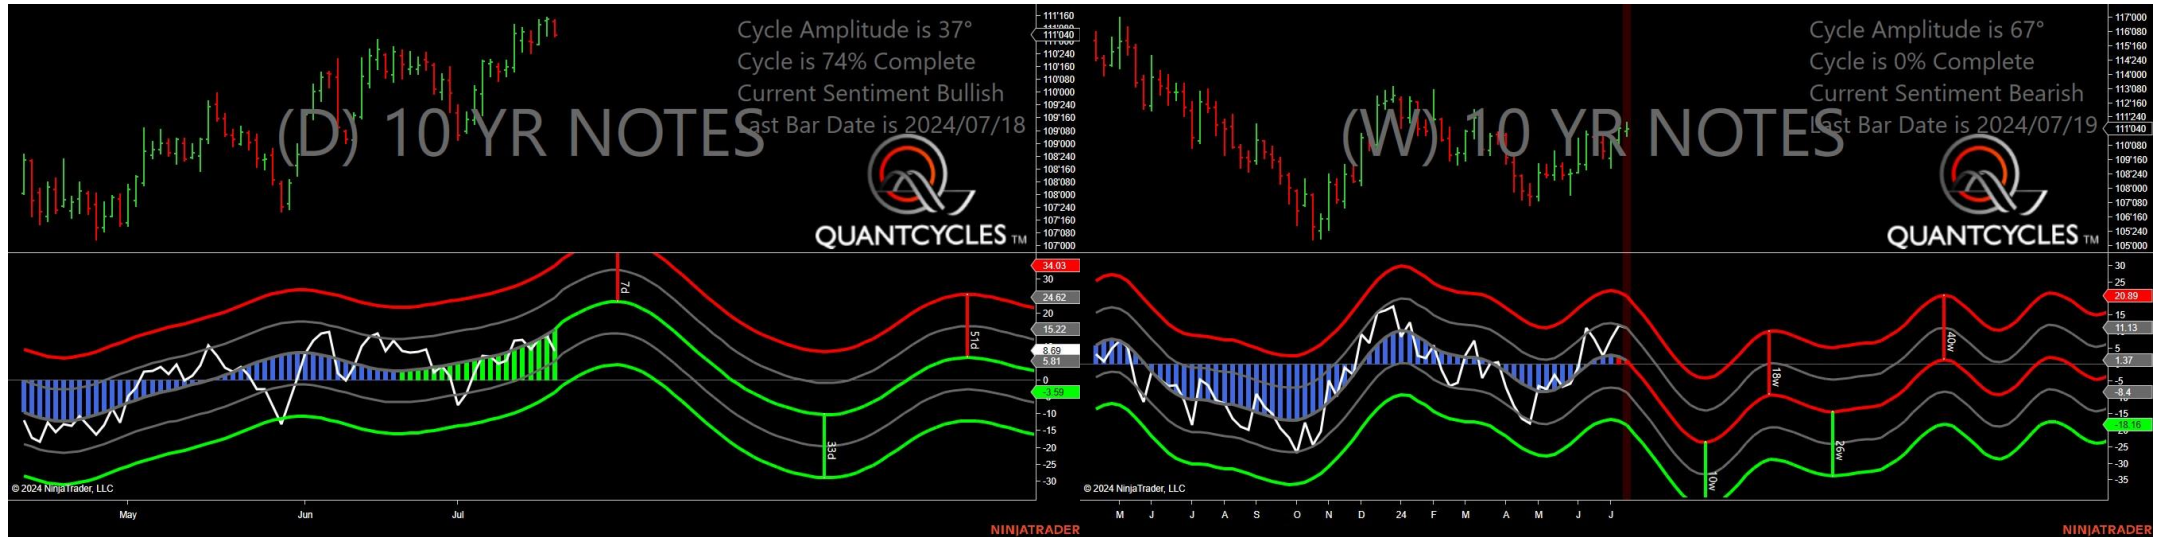 Cycle Amplitude is 37°
Cycle is 74% Complete
Current Sentiment Bullish
Last Bar Date is 2024/07/18
(D) 10 YR NOTES
QUANTCYCLES TM
111'160
111'040
110'240
110'160
110'080
110'000
109'240
109'160
109'080
109'000
108'240
108'160
108'080
108'000
107'240
107'160
107'080
107'000
34.03
30
24.62
20
15.22
8.69
5.81
0
-3.59
-10
-15
-20
-25
-30
7d
33d
51d
© 2024 NinjaTrader, LLC
May
Jun
Jul
NINJATRADER
Cycle Amplitude is 67°
Cycle is 0% Complete
Current Sentiment Bearish
Last Bar Date is 2024/07/19
(W) 10 YR NOTES
QUANTCYCLES TM
117'000
116'080
115'160
114'240
114'000
113'080
112'160
111'240
111'040
110'080
109'160
108'240
108'000
107'080
106'160
105'240
105'000
30
20.89
15
11.13
5
1.37
-5
-8.4
-15
-18.16
-25
-30
-35
10w
18w
26w
40w
© 2024 NinjaTrader, LLC
M
J
J
A
S
O
N
D
24
F
M
A
M
J
J
NINJATRADER